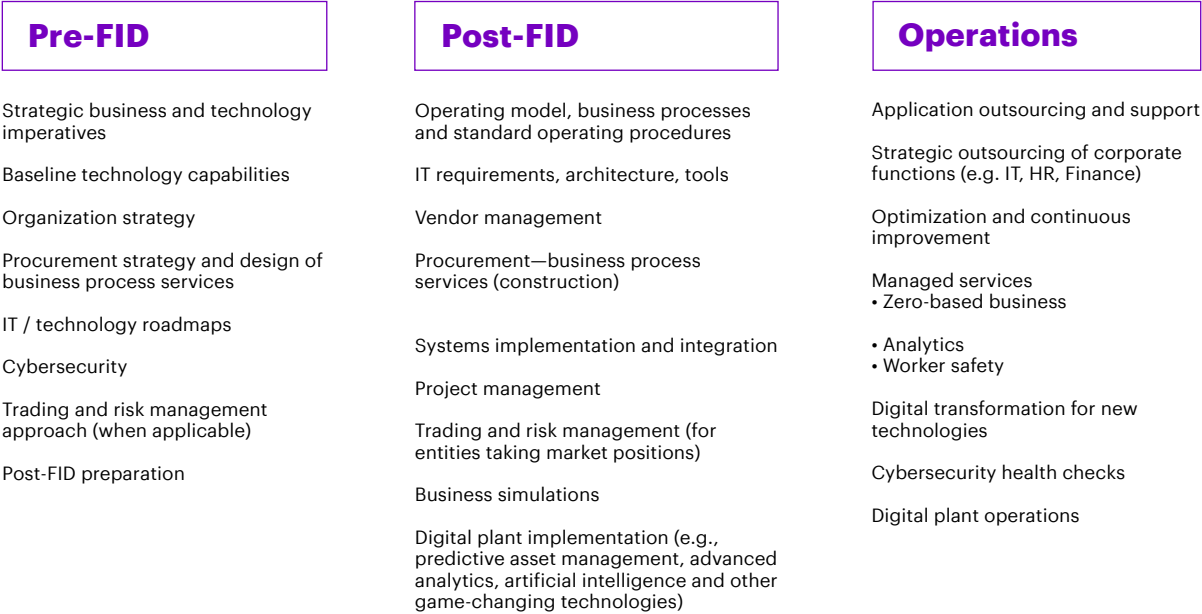 Pre-FID
Strategic business and technology
imperatives
Baseline technology capabilities
Organization strategy
Procurement strategy and design of
business process services
IT / technology roadmaps
Cybersecurity
Trading and risk management
approach (when applicable)
Post-FID preparation
Post-FID
Operating model, business processes
and standard operating procedures
IT requirements, architecture, tools
Vendor management
Procurement—business process
services (construction)
Systems implementation and integration
Project management
Trading and risk management (for
entities taking market positions)
Business simulations
Digital plant implementation (e.g.,
predictive asset management, advanced
analytics, artificial intelligence and other
game-changing technologies)
Operations
Application outsourcing and support
Strategic outsourcing of corporate
functions (e.g. IT, HR, Finance)
Optimization and continuous
improvement
Managed services
• Zero-based business
• Analytics
• Worker safety
Digital transformation for new
technologies
Cybersecurity health checks
Digital plant operations